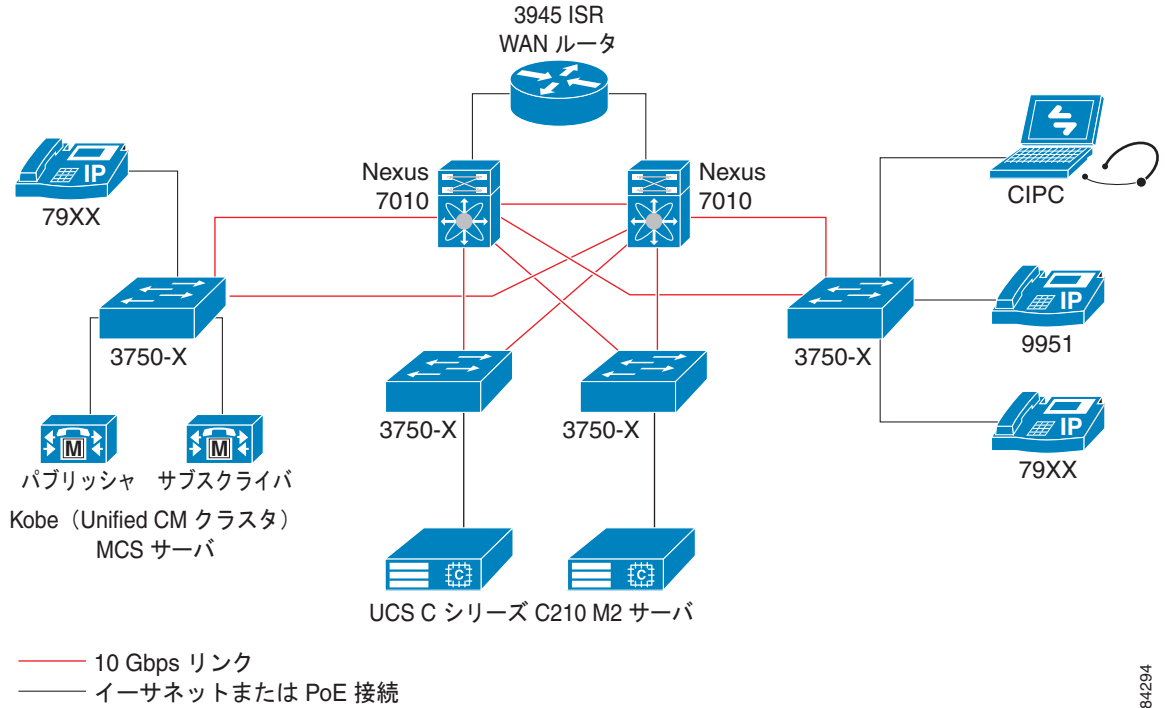 3945 ISR
WAN ルータ
Nexus
7010
Nexus
7010
IP
79XX
CIPC
3750-X
3750-X
IP
9951
3750-X
3750-X
IP
79XX
M
M
パブリッシャ
サブスクライバ
Kobe（Unified CM クラスタ）
MCS サーバ
C
C
UCS C シリーズ C210 M2 サーバ
10 Gbps リンク
イーサネットまたは PoE 接続
84294